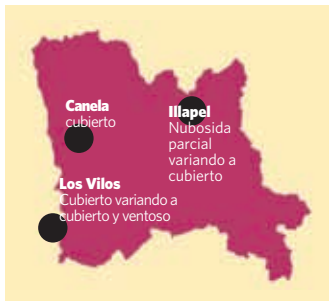 Canela
cubierto
Illapel
Nubosida
parcial
variando a
cubierto
Los Vilos
Cubierto variando a
cubierto y ventoso